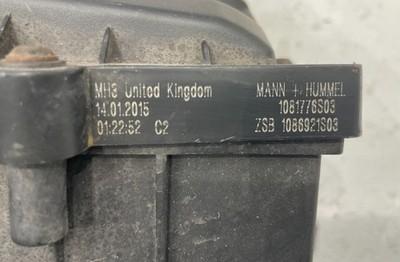 MH3 United Kingdom
14.01.2015
01:22:52 C2
MANN + HUMMEL
1081776S03
ZSB 1086921S03